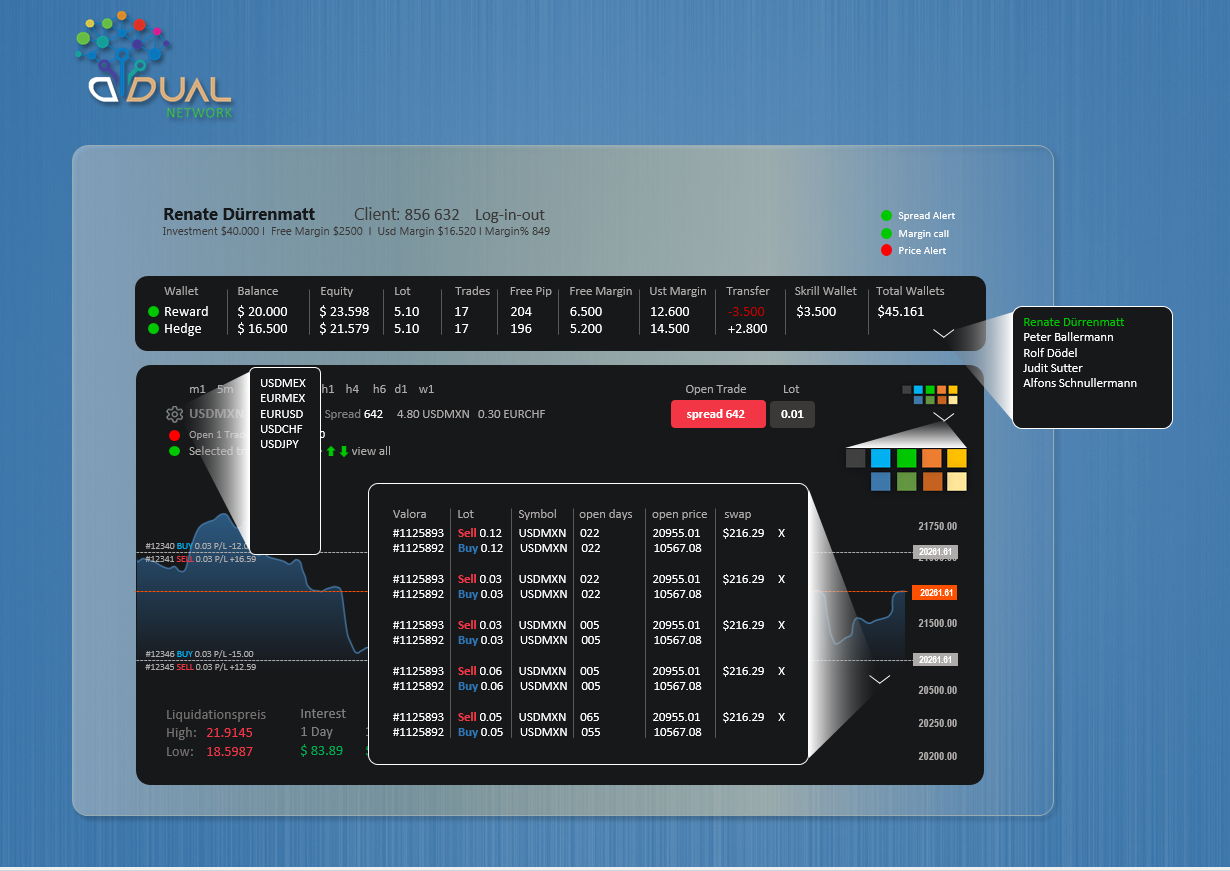 DUAL
NETWORK
Renate Dürrenmatt Client: 856 632 Log-in-out
Investment $40.000 I Free Margin $2500 I Usd Margin $16.520 I Margin% 849
Spread Alert
Margin call
Price Alert
Wallet Balance Equity Lot Trades Free Pip Free Margin Ust Margin Transfer Skrill Wallet Total Wallets
Reward $ 20.000 $ 23.598 5.10 17 204 6.500 12.600 -3.500 $3.500 $45.161
Hedge $ 16.500 $ 21.579 5.10 17 196 5.200 14.500 +2.800
Renate Dürrenmatt
Peter Ballermann
Rolf Dödel
Judit Sutter
Alfons Schnullermann
m1 5m h1 h4 h6 d1 w1
USDMEX
EURMEX
EURUSD
USDCHF
USDJPY
Open Trade Lot
USDMXN Spread 642 4.80 USDMXN 0.30 EURCHF
spread 642 0.01
Open 1 0
Selected view all
#12340 BUY 0.03 P/L -12.0
#12341 SELL 0.03 P/L +16.59
#12346 BUY 0.03 P/L -15.00
#12345 SELL 0.03 P/L +12.59
Valora Lot Symbol open days open price swap
#1125893 Sell 0.12 USDMXN 022 20955.01 $216.29 X
#1125892 Buy 0.12 USDMXN 022 10567.08
#1125893 Sell 0.03 USDMXN 022 20955.01 $216.29 X
#1125892 Buy 0.03 USDMXN 022 10567.08
#1125893 Sell 0.03 USDMXN 005 20955.01 $216.29 X
#1125892 Buy 0.03 USDMXN 005 10567.08
#1125893 Sell 0.06 USDMXN 005 20955.01 $216.29 X
#1125892 Buy 0.06 USDMXN 005 10567.08
#1125893 Sell 0.05 USDMXN 065 20955.01 $216.29 X
#1125892 Buy 0.05 USDMXN 055 10567.08
21750.00
20261.61
20261.61
21500.00
20261.61
20500.00
20250.00
20200.00
Liquidationspreis
High: 21.9145
Low: 18.5987
Interest
1 Day
$ 83.89